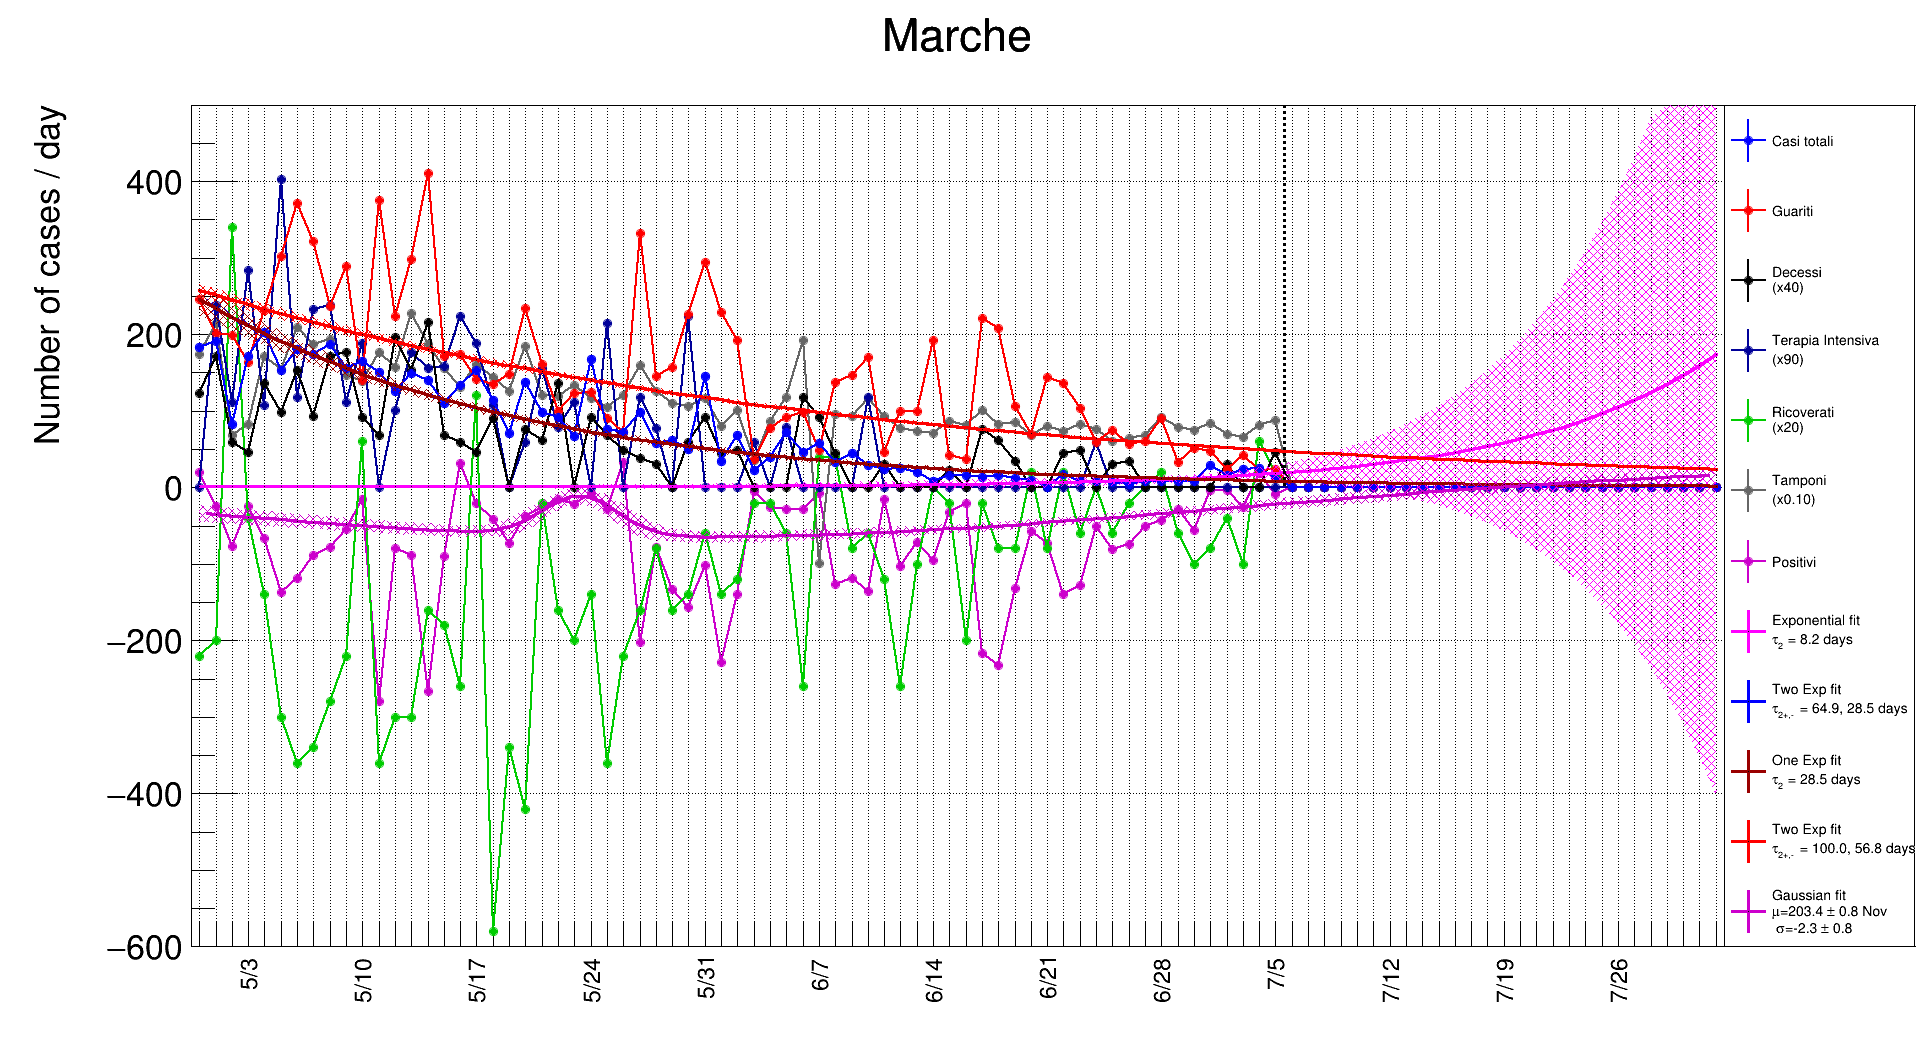 Marche
Number of cases / day
400
200
0
−200
−400
−600
5/3
5/10
5/17
5/24
5/31
6/7
6/14
6/21
6/28
7/5
7/12
7/19
7/26
Casi totali
Guariti
Decessi
(x40)
Terapia Intensiva
(x90)
Ricoverati
(x20)
Tamponi
(x0.10)
Positivi
Exponential fit
τ2 = 8.2 days
Two Exp fit
τ2+,- = 64.9, 28.5 days
One Exp fit
τ2 = 28.5 days
Two Exp fit
τ2+,- = 100.0, 56.8 days
Gaussian fit
μ=203.4 ± 0.8 Nov
σ=-2.3 ± 0.8